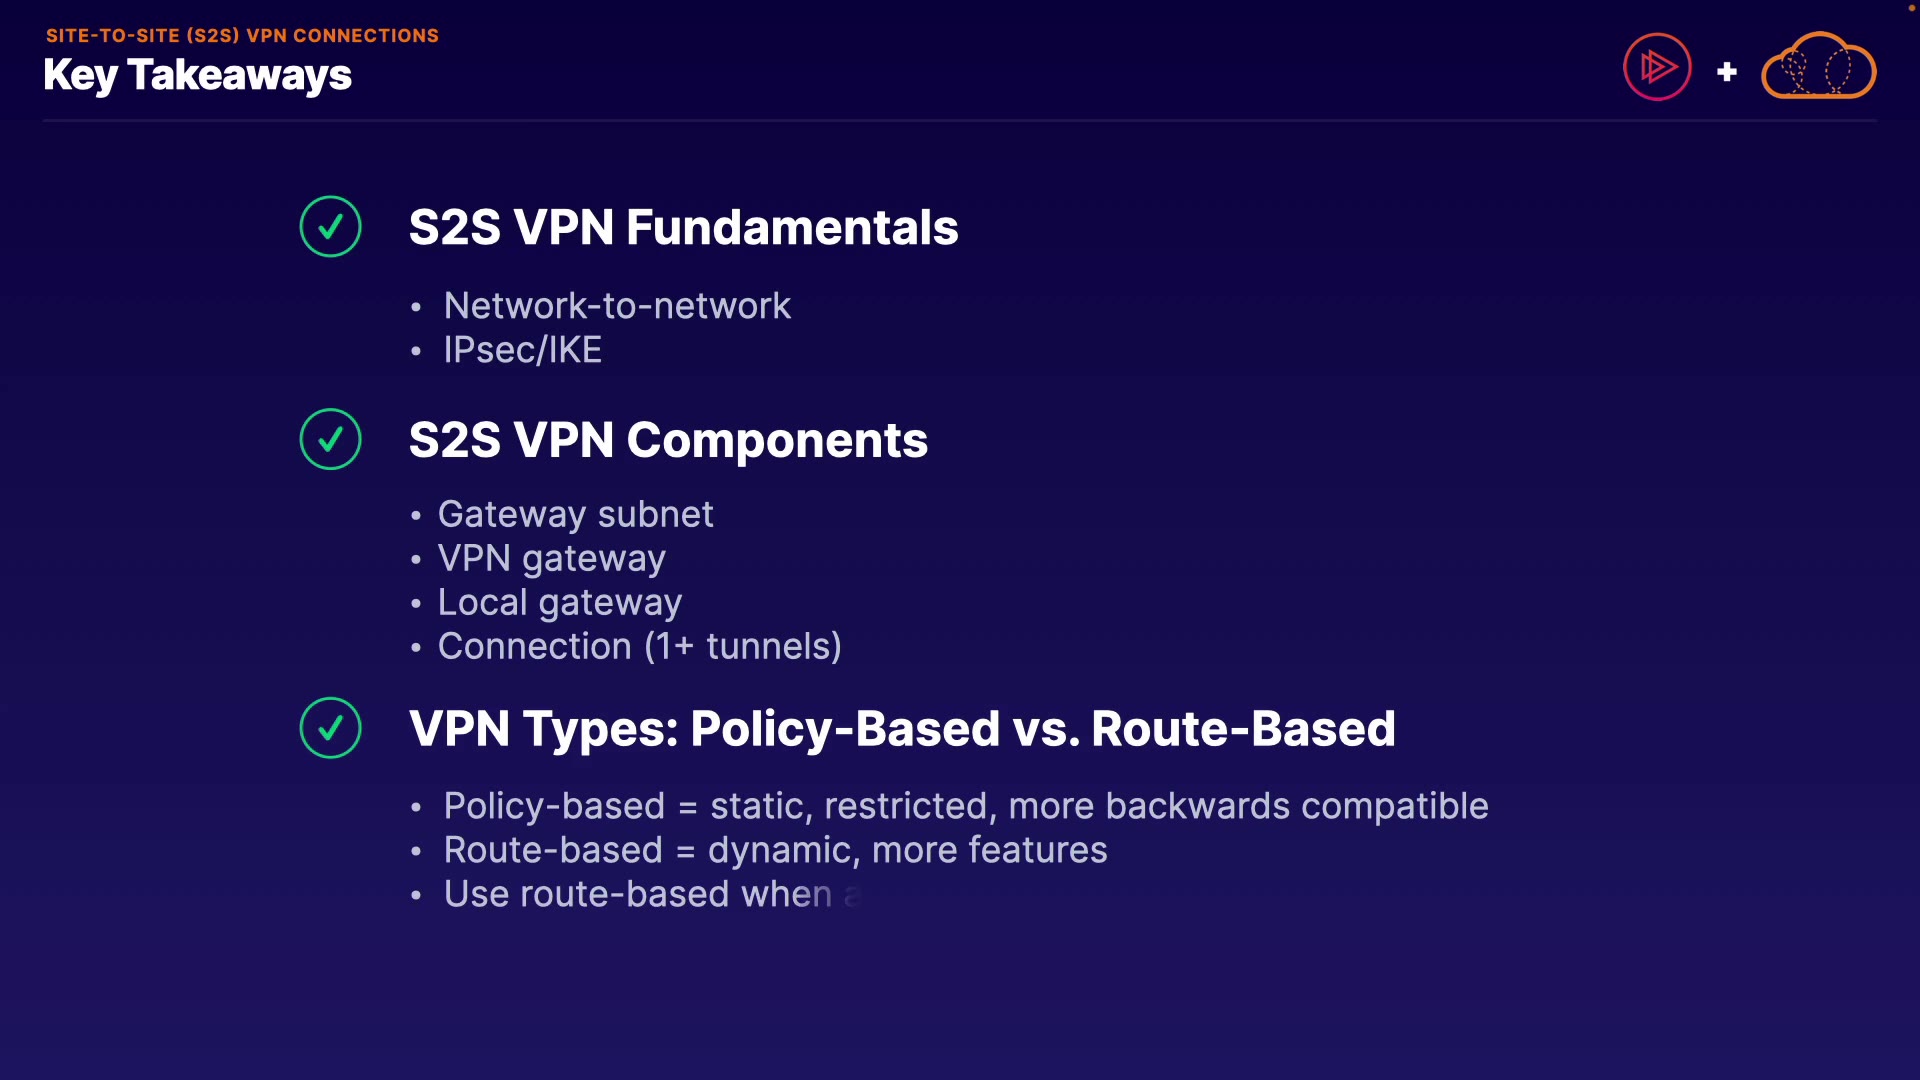 SITE-TO-SITE (S2S) VPN CONNECTIONS
Key Takeaways
S2S VPN Fundamentals
• Network-to-network
• IPsec/IKE
S2S VPN Components
• Gateway subnet
• VPN gateway
• Local gateway
• Connection (1+ tunnels)
VPN Types: Policy-Based vs. Route-Based
• Policy-based = static, restricted, more backwards compatible
• Route-based = dynamic, more features
• Use route-based when